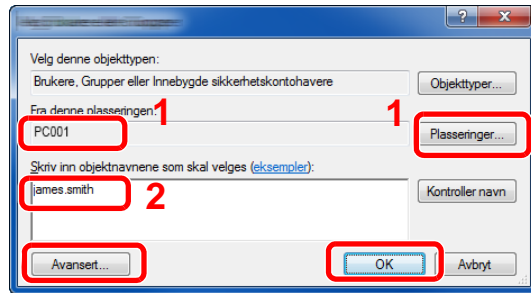 Velg denne objekttypen:
Brukere, Grupper eller Innebygde sikkerhetskontohavere
Objekttyper...
Fra denne plasseringen:
1
1
PC001
Plasseringer...
Skriv inn objektnavnene som skal velges (eksempler):
james.smith
2
Kontroller navn
Avansert...
OK
Avbryt